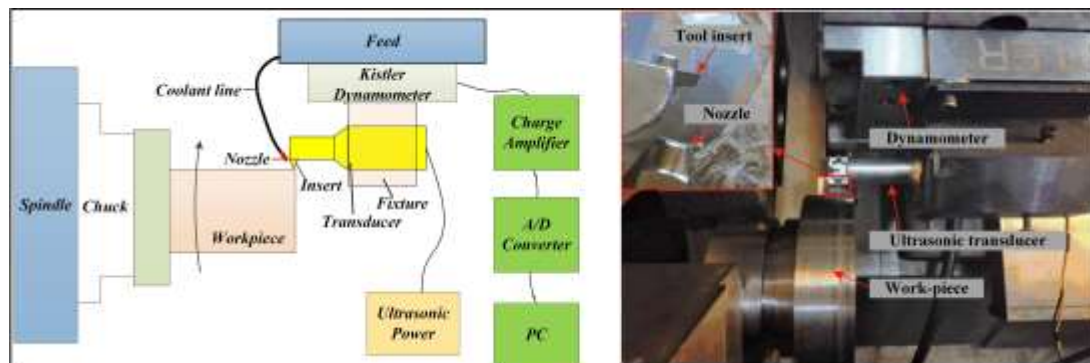 Feed
Kistler
Dynamometer
Coolant line
Nozzle
Insert
Fixture
Transducer
Spindle
Chuck
Workpiece
Charge
Amplifier
A/D
Converter
PC
Ultrasonic
Power
Tool insert
Nozzle
Dynamometer
Ultrasonic transducer
Work-piece